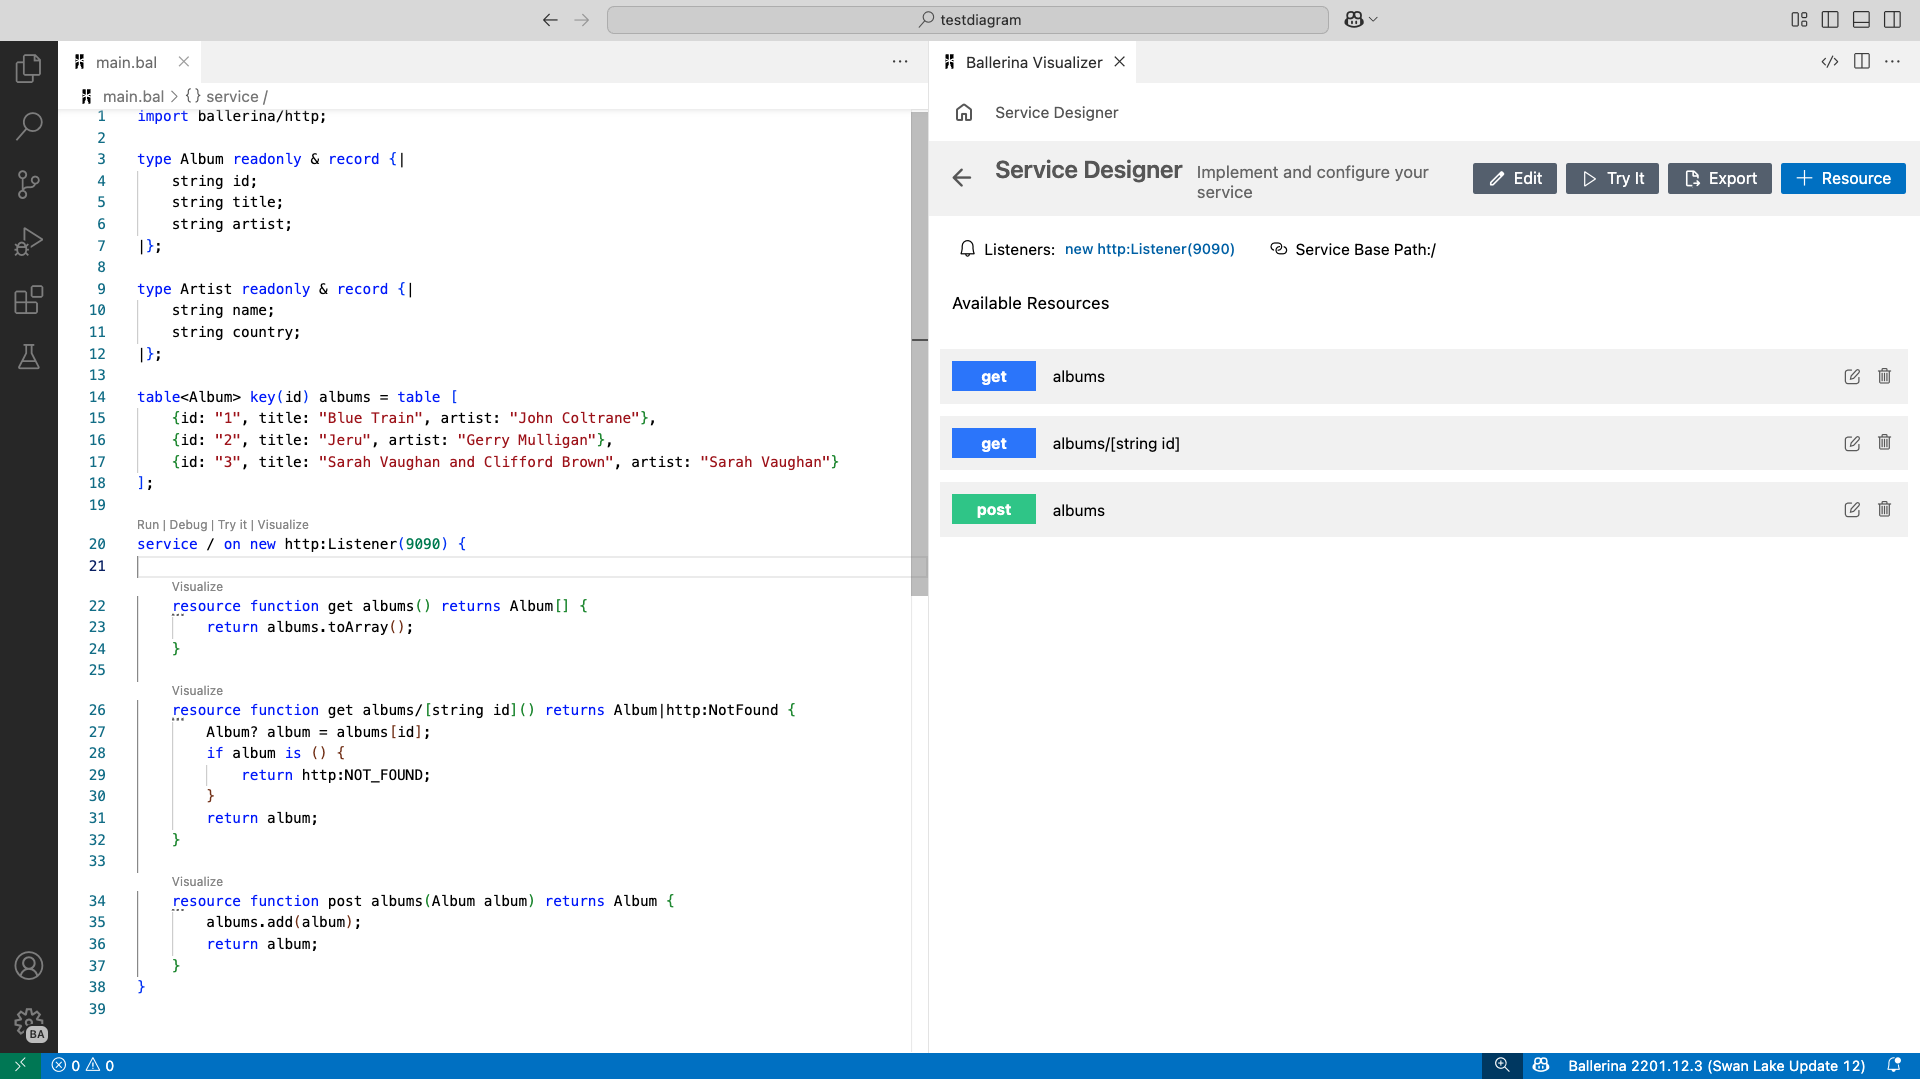 testdiagram
main.bal
main.bal > {} service /
1 import ballerina/http;
2
3 type Album readonly & record {|
4 string id;
5 string title;
6 string artist;
7 |};
8
9 type Artist readonly & record {|
10 string name;
11 string country;
12 |};
13
14 table<Album> key(id) albums = table [
15 {id: "1", title: "Blue Train", artist: "John Coltrane"},
16 {id: "2", title: "Jeru", artist: "Gerry Mulligan"},
17 {id: "3", title: "Sarah Vaughan and Clifford Brown", artist: "Sarah Vaughan"}
18 ];
19
Run | Debug | Try it | Visualize
20 service / on new http:Listener(9090) {
21
Visualize
22 resource function get albums() returns Album[] {
23 return albums.toArray();
24 }
25
Visualize
26 resource function get albums/[string id]() returns Album|http:NotFound {
27 Album? album = albums[id];
28 if album is () {
29 return http:NOT_FOUND;
30 }
31 return album;
32 }
33
Visualize
34 resource function post albums(Album album) returns Album {
35 albums.add(album);
36 return album;
37 }
38 }
39
Ballerina Visualizer
Service Designer
Service Designer
Implement and configure your
service
Edit
Try It
Export
Resource
Listeners: new http:Listener(9090)
Service Base Path:/
Available Resources
get albums
get albums/[string id]
post albums
BA
0 0
Ballerina 2201.12.3 (Swan Lake Update 12)